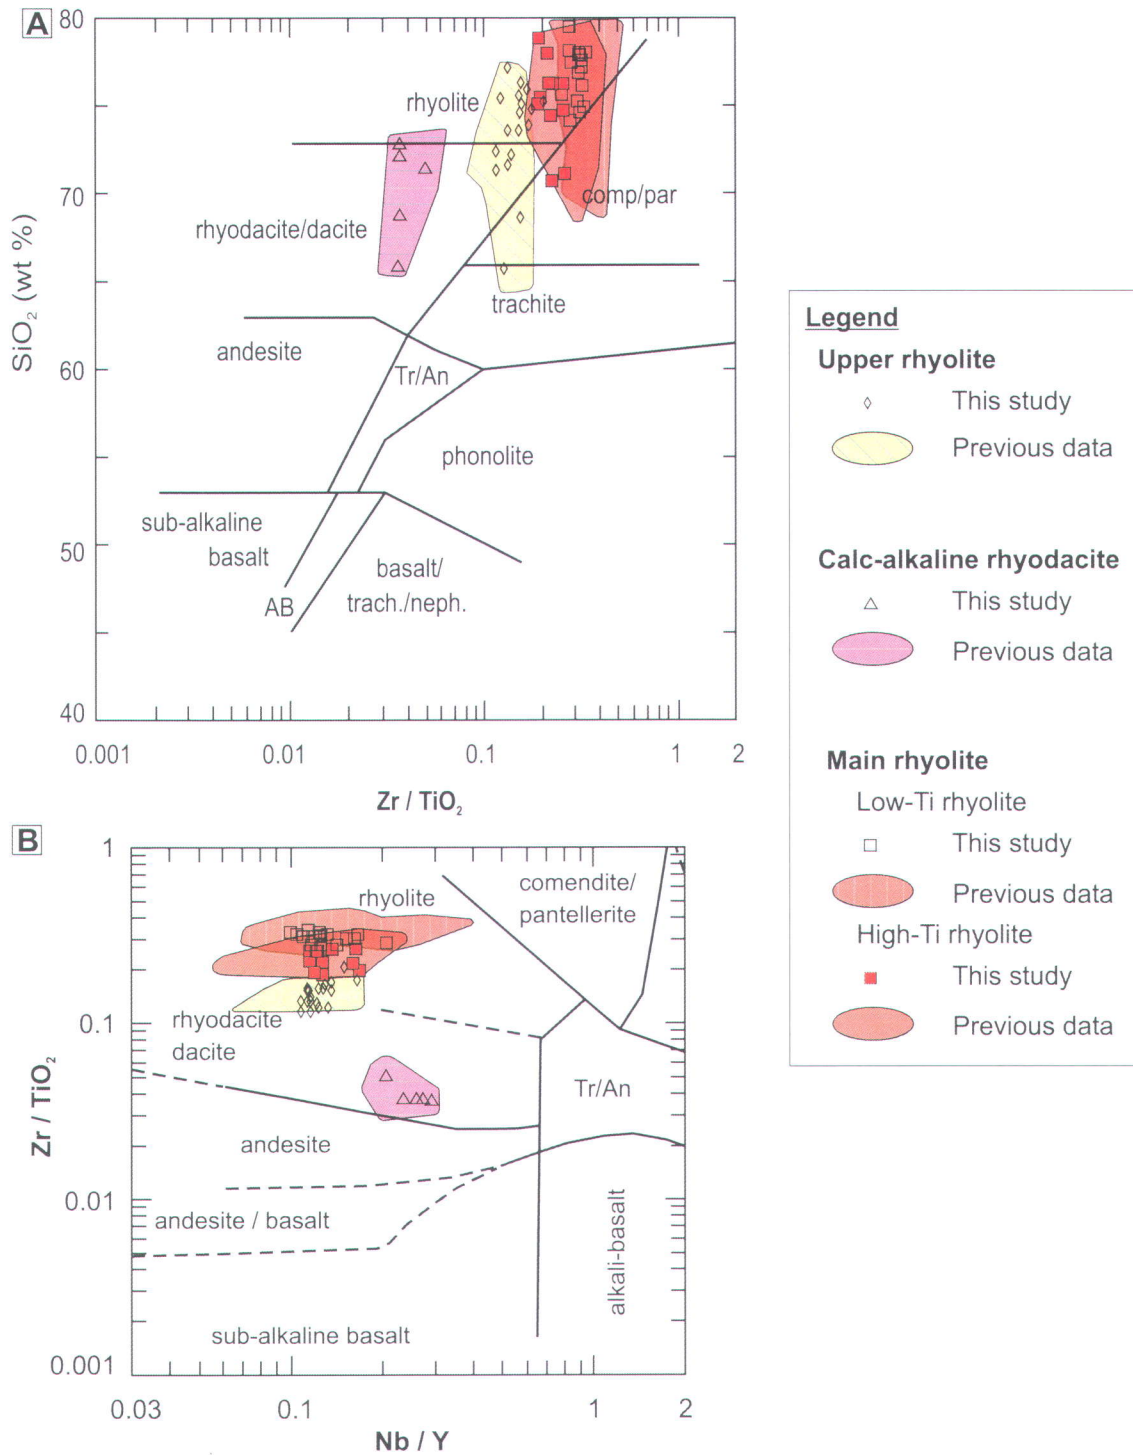 A
80
70
60
50
40
SiO2 (wt %)
rhyolite
comp/par
rhyodacite/dacite
trachite
andesite
Tr/An
phonolite
sub-alkaline
basalt
AB
basalt/
trach./neph.
0.001
0.01
0.1
1
2
Zr / TiO2
B
1
0.1
0.01
0.001
Zr / TiO2
rhyolite
comendite/
pantellerite
rhyodacite
dacite
Tr/An
andesite
andesite / basalt
alkali-basalt
sub-alkaline basalt
0.03
0.1
1
2
Nb / Y
Legend
Upper rhyolite
This study
Previous data
Calc-alkaline rhyodacite
This study
Previous data
Main rhyolite
Low-Ti rhyolite
This study
Previous data
High-Ti rhyolite
This study
Previous data